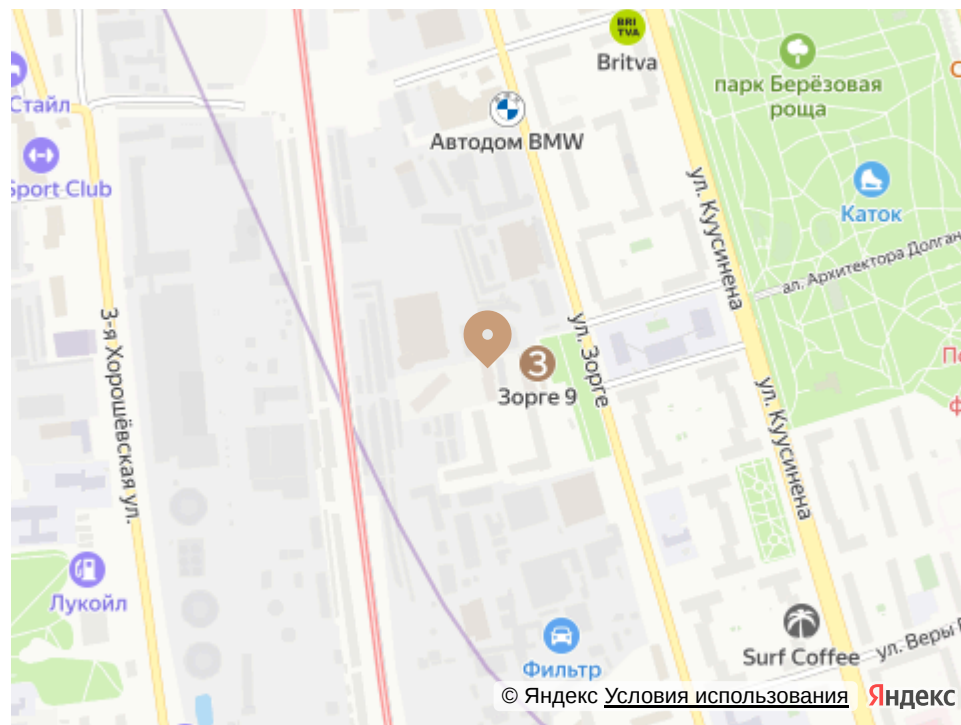 BRI
TVA
Britva
парк Берёзовая
роща
Стайл
Автодом BMW
Sport Club
Каток
ул. Куусинена
ал. Архитектора Долган
3-я Хорошёвская ул.
ул. Зорге
3
Зорге 9
ул. Куусинена
Лукойл
Surf Coffee
ул. Веры
Фильтр
© Яндекс Условия использования
Яндекс